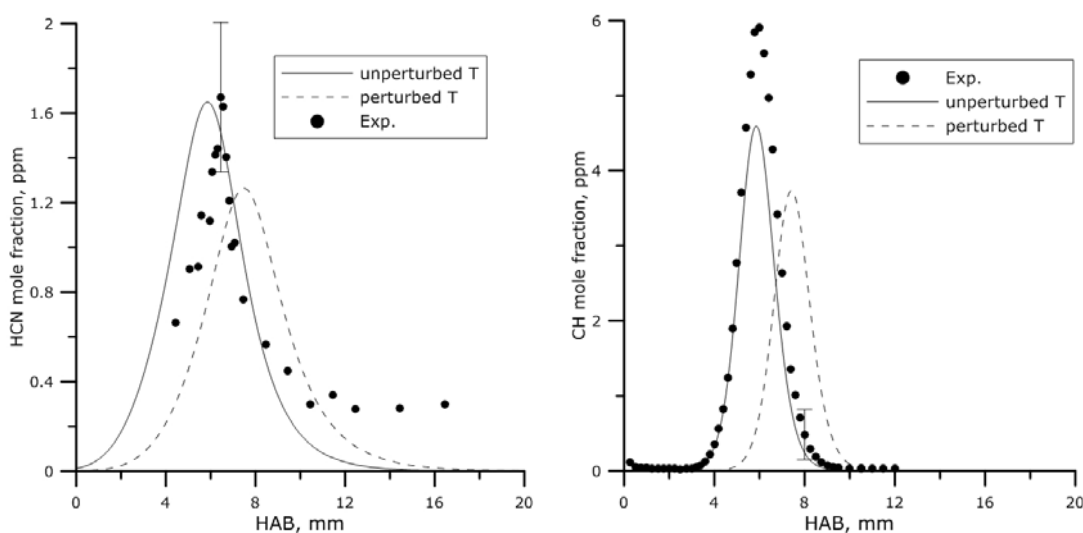 2
1.6
1.2
0.8
0.4
0
HCN mole fraction, ppm
unperturbed T
perturbed T
Exp.
0 4 8 12 16 20
HAB, mm
6
4
2
0
CH mole fraction, ppm
Exp.
unperturbed T
perturbed T
0 4 8 12 16 20
HAB, mm